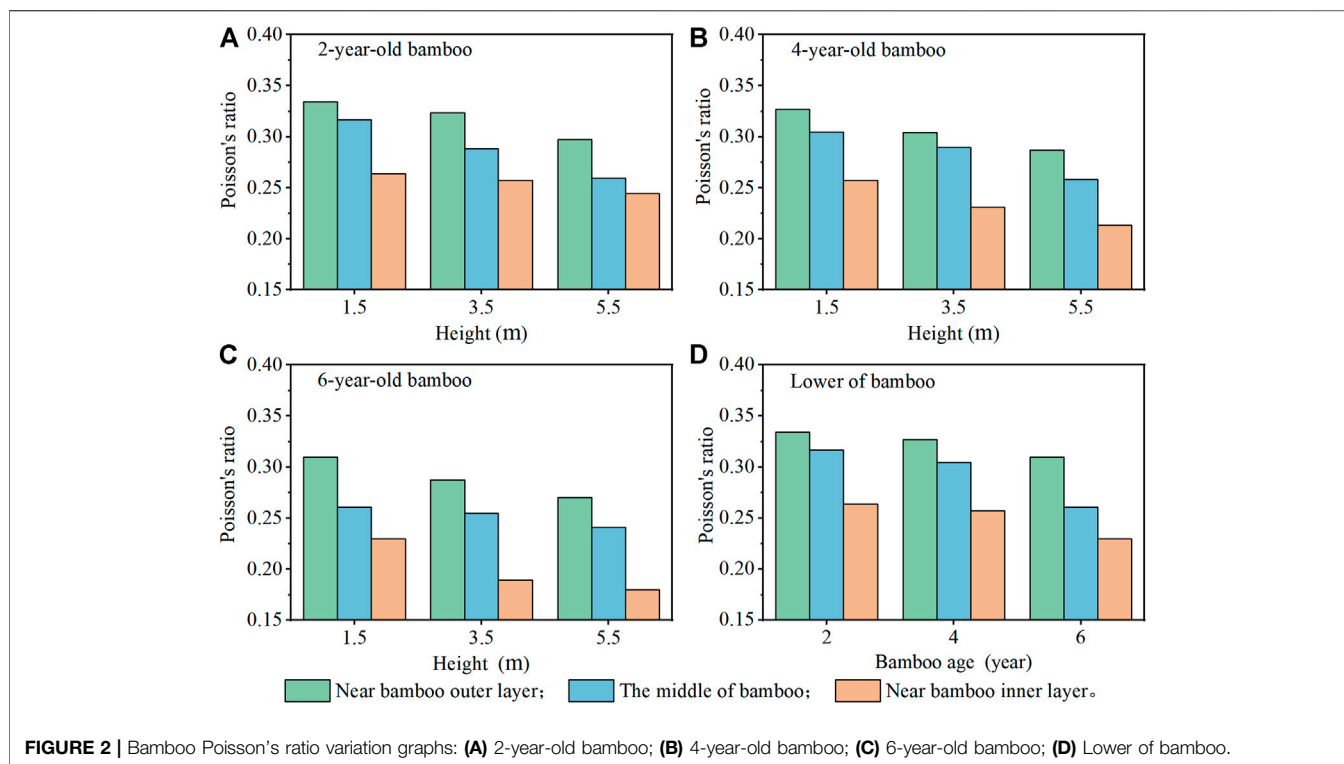 A
2-year-old bamboo
Poisson's ratio
0.40
0.35
0.30
0.25
0.20
0.15
1.5 3.5 5.5
Height (m)
B
4-year-old bamboo
Poisson's ratio
0.40
0.35
0.30
0.25
0.20
0.15
1.5 3.5 5.5
Height (m)
C
6-year-old bamboo
Poisson's ratio
0.40
0.35
0.30
0.25
0.20
0.15
1.5 3.5 5.5
Height (m)
D
Lower of bamboo
Poisson's ratio
0.40
0.35
0.30
0.25
0.20
0.15
2 4 6
Bamboo age (year)
Near bamboo outer layer； The middle of bamboo； Near bamboo inner layer。
FIGURE 2 | Bamboo Poisson's ratio variation graphs: (A) 2-year-old bamboo; (B) 4-year-old bamboo; (C) 6-year-old bamboo; (D) Lower of bamboo.